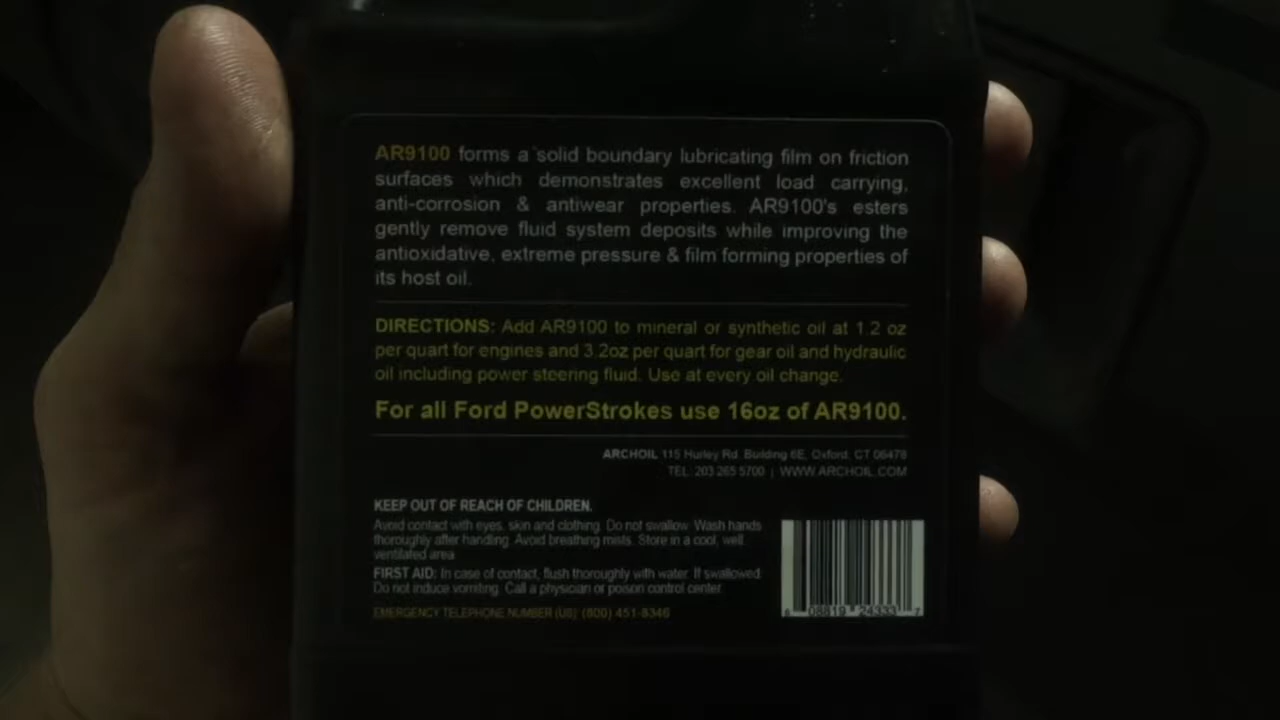 AR9100 forms a solid boundary lubricating film on friction
surfaces which demonstrates excellent load carrying,
anti-corrosion & antiwear properties. AR9100's esters
gently remove fluid system deposits while improving the
antioxidative, extreme pressure & film forming properties of
its host oil.
DIRECTIONS: Add AR9100 to mineral or synthetic oil at 1.2 oz
per quart for engines and 3.2oz per quart for gear oil and hydraulic
oil including power steering fluid. Use at every oil change.
For all Ford PowerStrokes use 16oz of AR9100.
ARCHOIL 115 Hurley Rd. Building 6E, Oxford, CT 06478
TEL: 203 265 5700 | WWW.ARCHOIL.COM
KEEP OUT OF REACH OF CHILDREN.
Avoid contact with eyes, skin and clothing. Do not swallow. Wash hands
thoroughly after handling. Avoid breathing mists. Store in a cool, well
ventilated area
FIRST AID: In case of contact, flush thoroughly with water. If swallowed
Do not induce vomiting. Call a physician or poison control center
EMERGENCY TELEPHONE NUMBER (US): (800) 451-8346
08819 24333 7